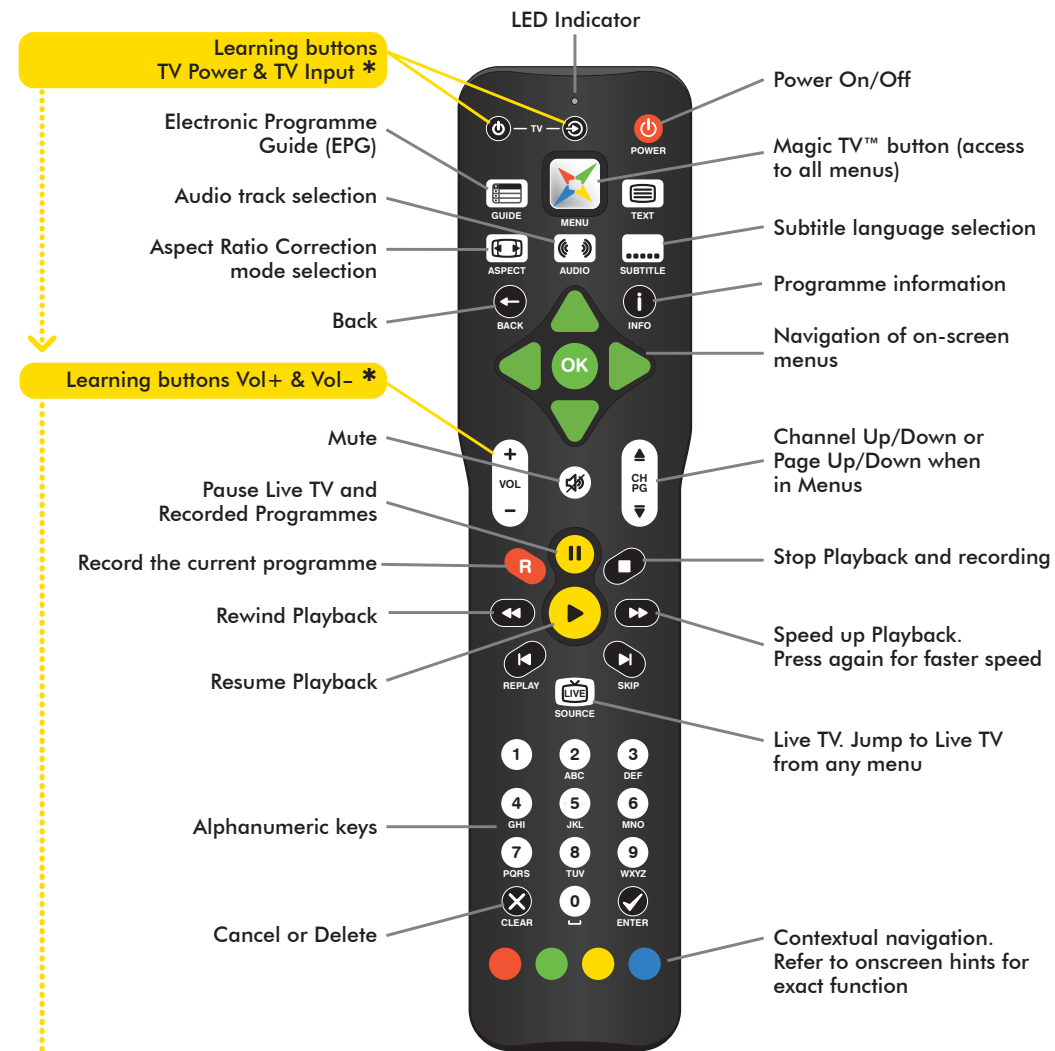 LED Indicator
Learning buttons
TV Power & TV Input *
Power On/Off
TV
POWER
Electronic Programme
Guide (EPG)
Magic TV™ button (access
to all menus)
Audio track selection
GUIDE
MENU
TEXT
Subtitle language selection
Aspect Ratio Correction
mode selection
ASPECT
AUDIO
SUBTITLE
Programme information
Back
BACK
i
INFO
Navigation of on-screen
menus
OK
Learning buttons Vol+ & Vol– *
Mute
+
VOL
–
CH
PG
Channel Up/Down or
Page Up/Down when
in Menus
Pause Live TV and
Recorded Programmes
Record the current programme
R
Stop Playback and recording
Rewind Playback
Speed up Playback.
Press again for faster speed
Resume Playback
REPLAY
SKIP
LIVE
SOURCE
Live TV. Jump to Live TV
from any menu
1
2
3
ABC
DEF
Alphanumeric keys
4
5
6
GHI
JKL
MNO
7
8
9
PQRS
TUV
WXYZ
0
CLEAR
ENTER
Cancel or Delete
Contextual navigation.
Refer to onscreen hints for
exact function